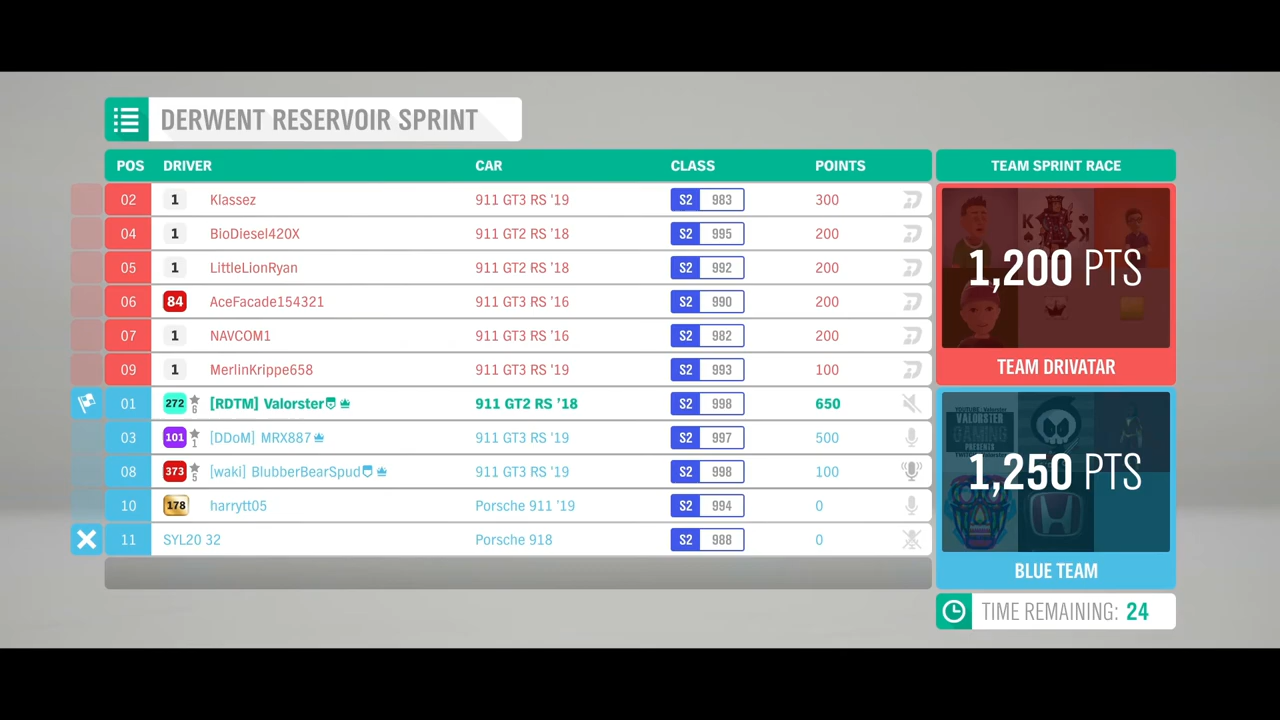 DERWENT RESERVOIR SPRINT
POS DRIVER CAR CLASS POINTS
02 1 Klassez 911 GT3 RS '19 S2 983 300
04 1 BioDiesel420X 911 GT2 RS '18 S2 995 200
05 1 LittleLionRyan 911 GT2 RS '18 S2 992 200
06 84 AceFacade154321 911 GT3 RS '16 S2 990 200
07 1 NAVCOM1 911 GT3 RS '16 S2 982 200
09 1 MerlinKrippe658 911 GT3 RS '19 S2 993 100
01 272 6 [RDTM] Valorster 911 GT2 RS '18 S2 998 650
03 101 1 [DDoM] MRX887 911 GT3 RS '19 S2 997 500
08 373 5 [waki] BlubberBearSpud 911 GT3 RS '19 S2 998 100
10 178 harrytt05 Porsche 911 '19 S2 994 0
11 SYL20 32 Porsche 918 S2 988 0
TEAM SPRINT RACE
K K
1,200 PTS
TEAM DRIVATAR
VALORSTER
GAMING
PRESENTS
1,250 PTS
BLUE TEAM
TIME REMAINING: 24